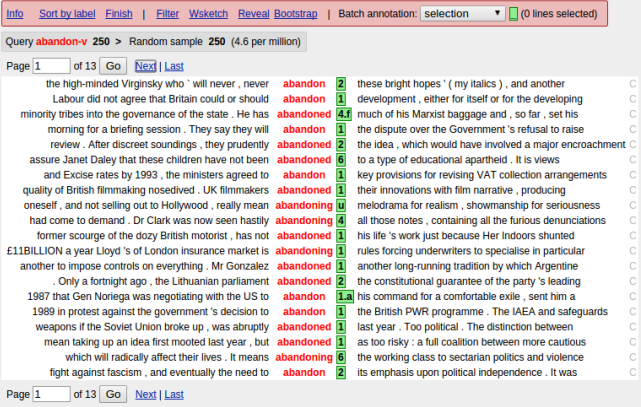 Info Sort by label Finish | Filter Wsketch Reveal Bootstrap | Batch annotation: selection _ (0 lines selected)
Query abandon-v 250 > Random sample 250 (4.6 per million)
Page 1 of 13 Go Next | Last
the high-minded Virginsky who ` will never , never abandon 2 these bright hopes ' ( my italics ) , and another C
Labour did not agree that Britain could or should abandon 1 development , either for itself or for the developing C
minority tribes into the governance of the state . He has abandoned 4.f much of his Marxist baggage and , so far , set his C
morning for a briefing session . They say they will abandon 1 the dispute over the Government 's refusal to raise C
review . After discreet soundings , they prudently abandoned 2 the idea , which would have involved a major encroachment C
assure Janet Daley that these children have not been abandoned 6 to a type of educational apartheid . It is views C
and Excise rates by 1993 , the ministers agreed to abandon 1 key provisions for revising VAT collection arrangements C
quality of British filmmaking nosedived . UK filmmakers abandoned 1 their innovations with film narrative , producing C
oneself , and not selling out to Hollywood , really mean abandoning u melodrama for realism , showmanship for seriousness C
had come to demand . Dr Clark was now seen hastily abandoning 4 all those notes , containing all the furious denunciations C
former scourge of the dozy British motorist , has not abandoned 1 his life 's work just because Her Indoors shunted C
£11BILLION a year Lloyd 's of London insurance market is abandoning 1 rules forcing underwriters to specialise in particular C
another to impose controls on everything . Mr Gonzalez abandoned 1 another long-running tradition by which Argentine C
. Only a fortnight ago , the Lithuanian parliament abandoned 2 the constitutional guarantee of the party 's leading C
1987 that Gen Noriega was negotiating with the US to abandon 1.a his command for a comfortable exile , sent him a C
1989 in protest against the government 's decision to abandon 1 the British PWR programme . The IAEA and safeguards C
weapons if the Soviet Union broke up , was abruptly abandoned 1 last year . Too political . The distinction between C
mean taking up an idea first mooted last year , but abandoned 1 as too risky : a full coalition between more cautious C
which will radically affect their lives . It means abandoning 6 the working class to sectarian politics and violence C
fight against fascism , and eventually the need to abandon 2 its emphasis upon political independence . It was C
Page 1 of 13 Go Next | Last